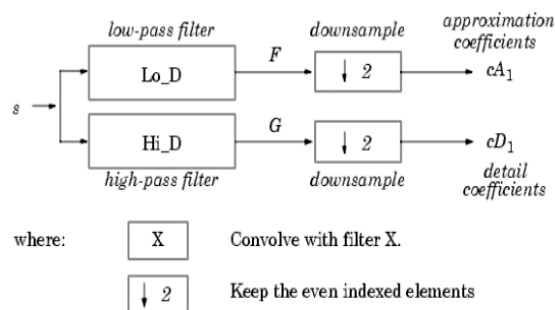 low-pass filter
downsample
approximation
coefficients
Lo_D
F
↓ 2
cA1
s
Hi_D
G
↓ 2
cD1
high-pass filter
downsample
detail
coefficients
where:
X
Convolve with filter X.
↓ 2
Keep the even indexed elements